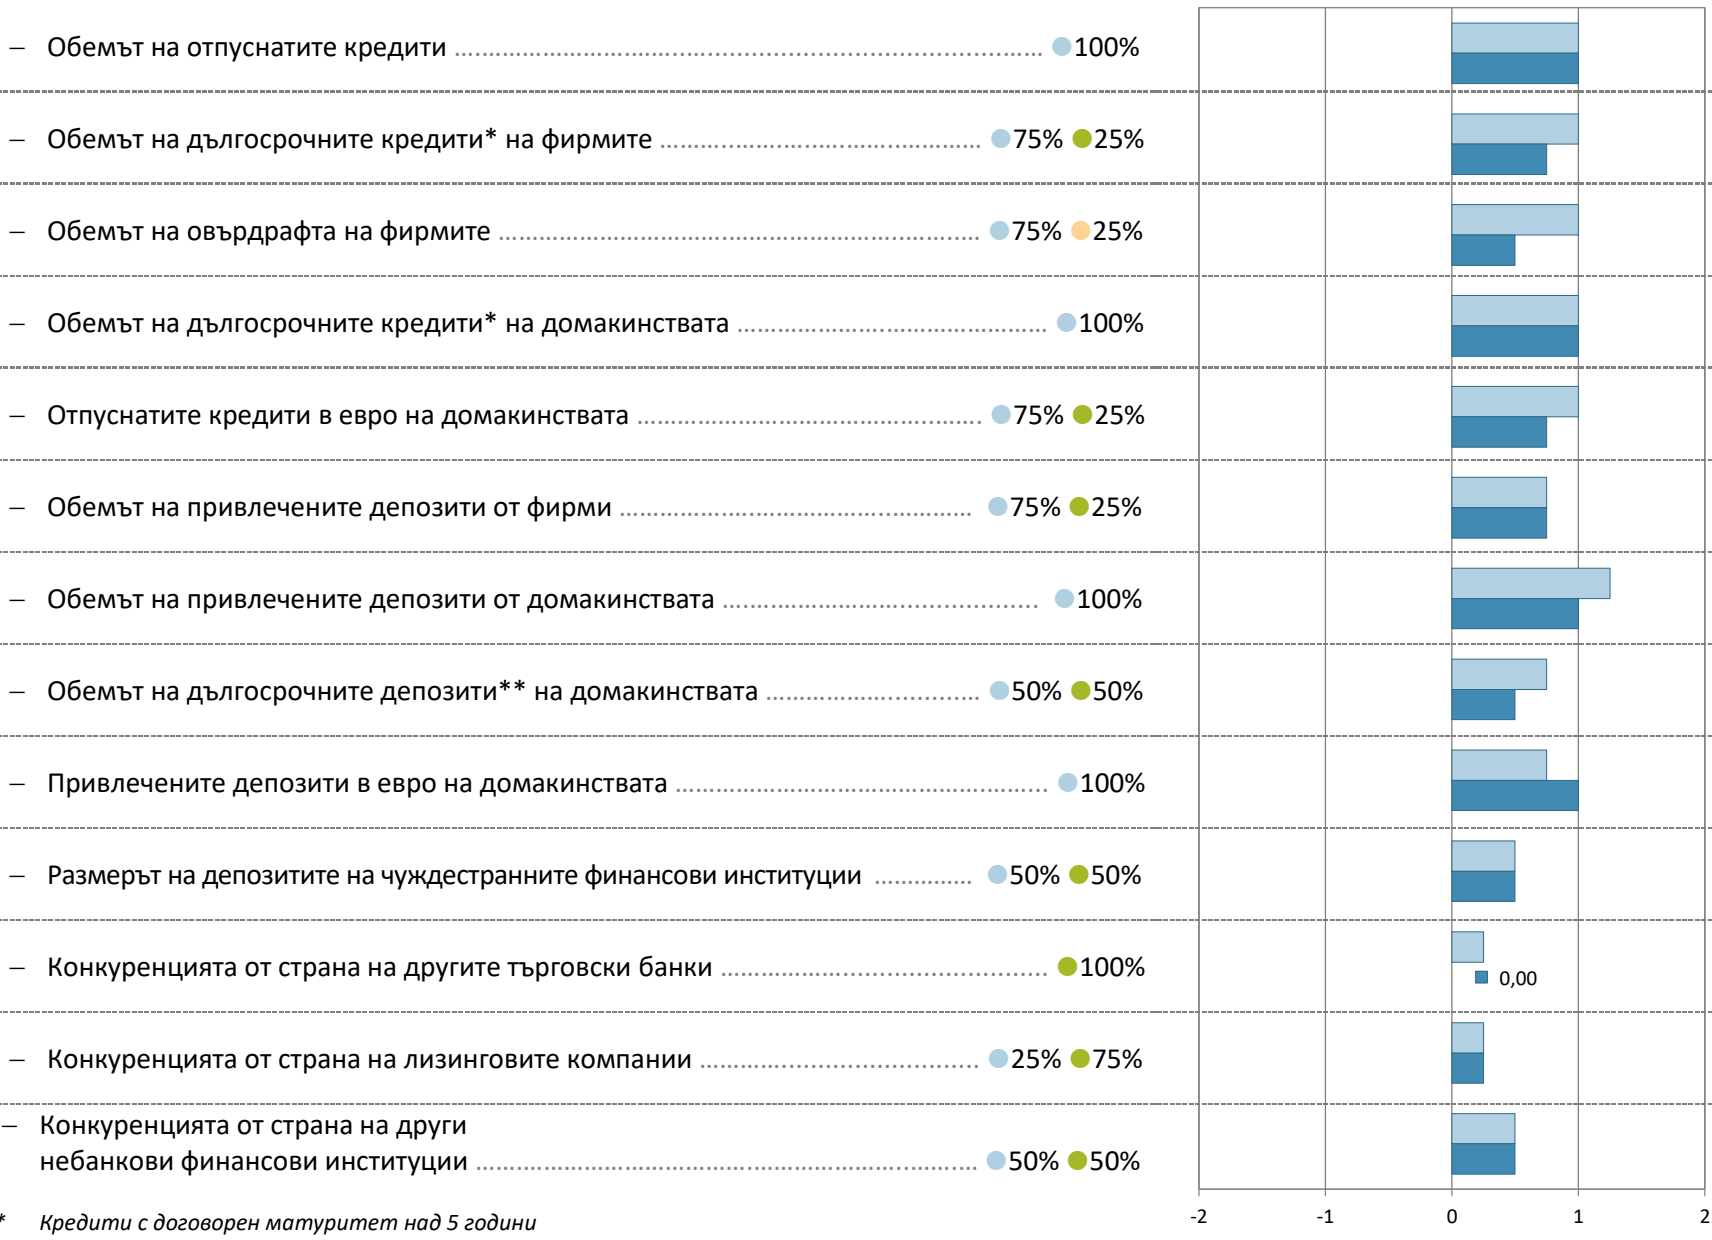 – Обемът на отпуснатите кредити ........................................................................................ 100%
– Обемът на дългосрочните кредити* на фирмите ................................................ 75% 25%
– Обемът на овърдрафта на фирмите ........................................................................ 75% 25%
– Обемът на дългосрочните кредити* на домакинствата .............................................. 100%
– Отпуснатите кредити в евро на домакинствата .................................................... 75% 25%
– Обемът на привлечените депозити от фирми ..................................................... 75% 25%
– Обемът на привлечените депозити от домакинствата ............................................... 100%
– Обемът на дългосрочните депозити** на домакинствата ................................ 50% 50%
– Привлечените депозити в евро на домакинствата ........................................................ 100%
– Размерът на депозитите на чуждестранните финансови институции ............... 50% 50%
– Конкуренцията от страна на другите търговски банки ................................................. 100%
0,00
– Конкуренцията от страна на лизинговите компании .......................................... 25% 75%
– Конкуренцията от страна на други
небанкови финансови институции ........................................................................... 50% 50%
-2 -1 0 1 2
* Кредити с договорен матуритет над 5 години